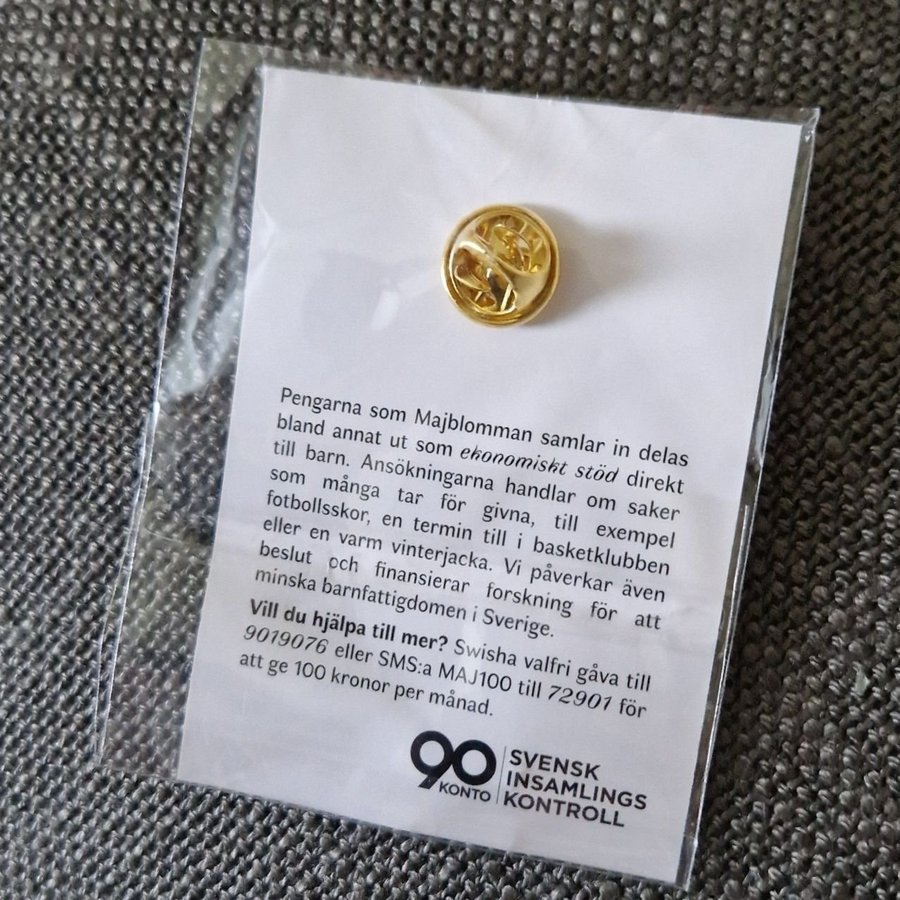 Pengarna som Majblomman samlar in delas
bland annat ut som ekonomiskt stöd direkt
till barn. Ansökningarna handlar om saker
som många tar för givna, till exempel
fotbollsskor, en termin till i basketklubben
eller en varm vinterjacka. Vi påverkar även
beslut och finansierar forskning för att
minska barnfattigdomen i Sverige.
Vill du hjälpa till mer? Swisha valfri gåva till
9019076 eller SMS:a MAJ100 till 72901 för
att ge 100 kronor per månad.
90
KONTO
SVENSK
INSAMLINGS
KONTROLL